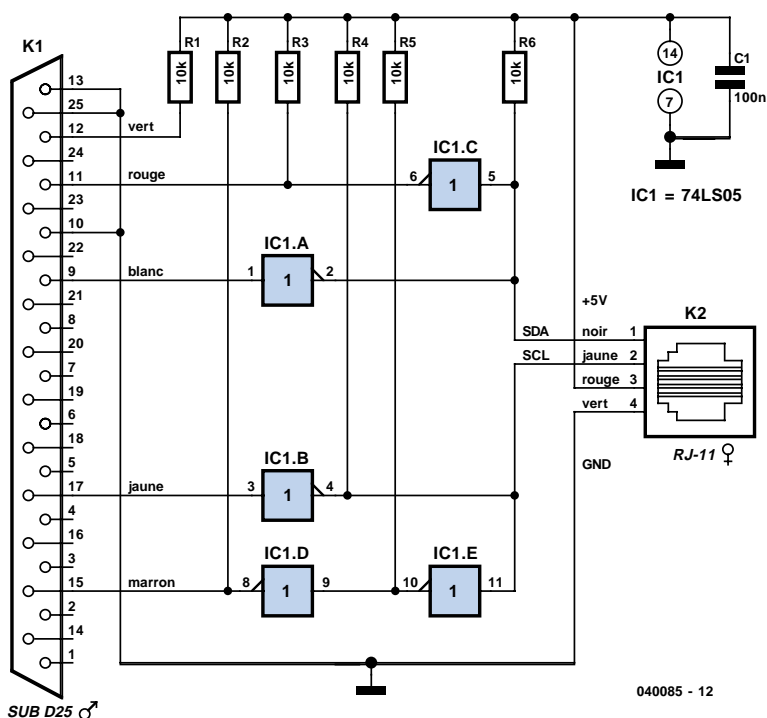 K1
R1
R2
R3
R4
R5
R6
10k
10k
10k
10k
10k
10k
14
IC1
7
C1
100n
IC1 = 74LS05
13
25
12
vert
24
11
rouge
23
10
22
9
blanc
21
8
20
7
19
6
18
5
17
jaune
4
16
3
15
marron
2
14
1
IC1.C
6
1
5
IC1.A
1
1
2
IC1.B
3
1
4
IC1.D
8
1
9
IC1.E
10
1
11
+5V
K2
SDA
noir
1
SCL
jaune
2
rouge
3
vert
4
RJ-11 ♀
GND
SUB D25 ♂
040085 - 12